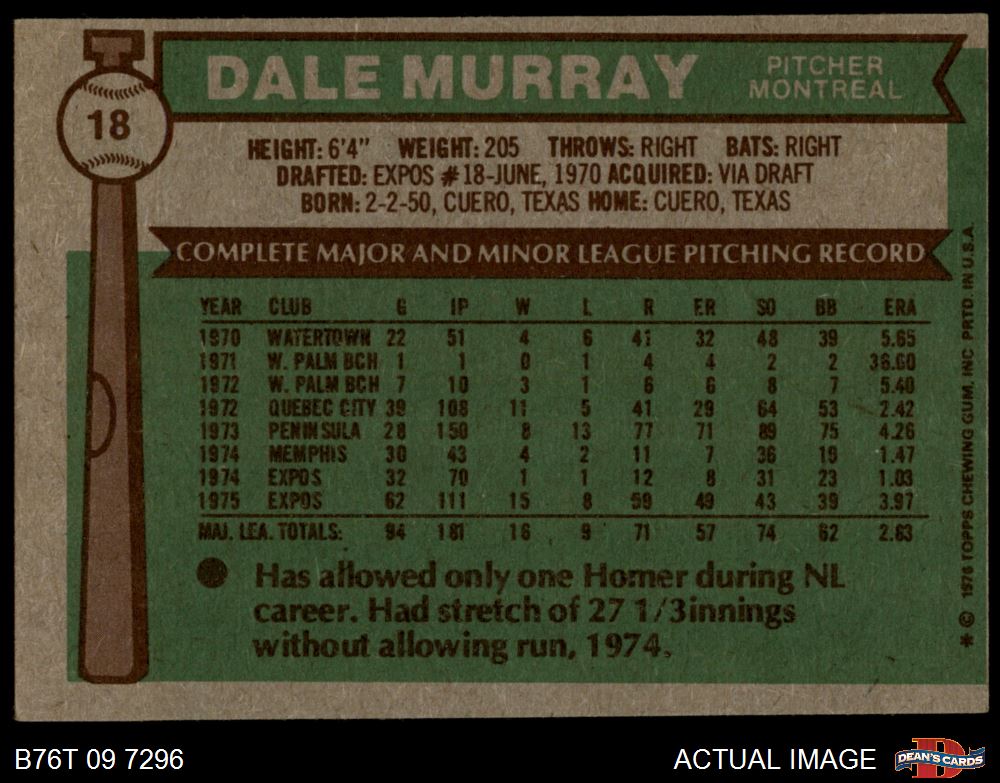 18
DALE MURRAY
PITCHER
MONTREAL
HEIGHT: 6'4" WEIGHT: 205 THROWS: RIGHT BATS: RIGHT
DRAFTED: EXPOS #18-JUNE, 1970 ACQUIRED: VIA DRAFT
BORN: 2-2-50, CUERO, TEXAS HOME: CUERO, TEXAS
COMPLETE MAJOR AND MINOR LEAGUE PITCHING RECORD
YEAR CLUB G IP W L R ER SO BB ERA
1970 WATERTOWN 22 51 4 6 41 32 48 39 5.65
1971 W. PALM BCH 1 1 0 1 4 4 2 2 36.00
1972 W. PALM BCH 7 10 3 1 6 6 8 7 5.40
1972 QUEBEC CITY 39 108 11 5 41 29 64 53 2.42
1973 PENINSULA 28 150 8 13 77 71 89 75 4.26
1974 MEMPHIS 30 43 4 2 11 7 36 19 1.47
1974 EXPOS 32 70 1 1 12 8 31 23 1.03
1975 EXPOS 62 111 15 8 59 49 43 39 3.97
MAJ. LEA. TOTALS: 94 181 16 9 71 57 74 62 2.83
● Has allowed only one Homer during NL
career. Had stretch of 27 1/3 innings
without allowing run, 1974.
* © 1976 TOPPS CHEWING GUM, INC PRTD. IN U.S.A.
B76T 09 7296
ACTUAL IMAGE
D
DEAN'S CARDS